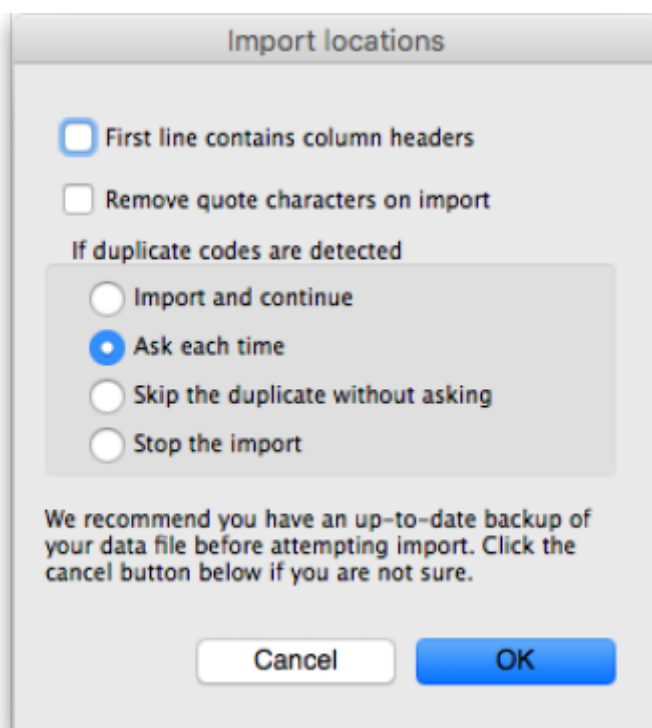 Import locations
First line contains column headers
Remove quote characters on import
If duplicate codes are detected
Import and continue
Ask each time
Skip the duplicate without asking
Stop the import
We recommend you have an up-to-date backup of
your data file before attempting import. Click the
cancel button below if you are not sure.
Cancel OK